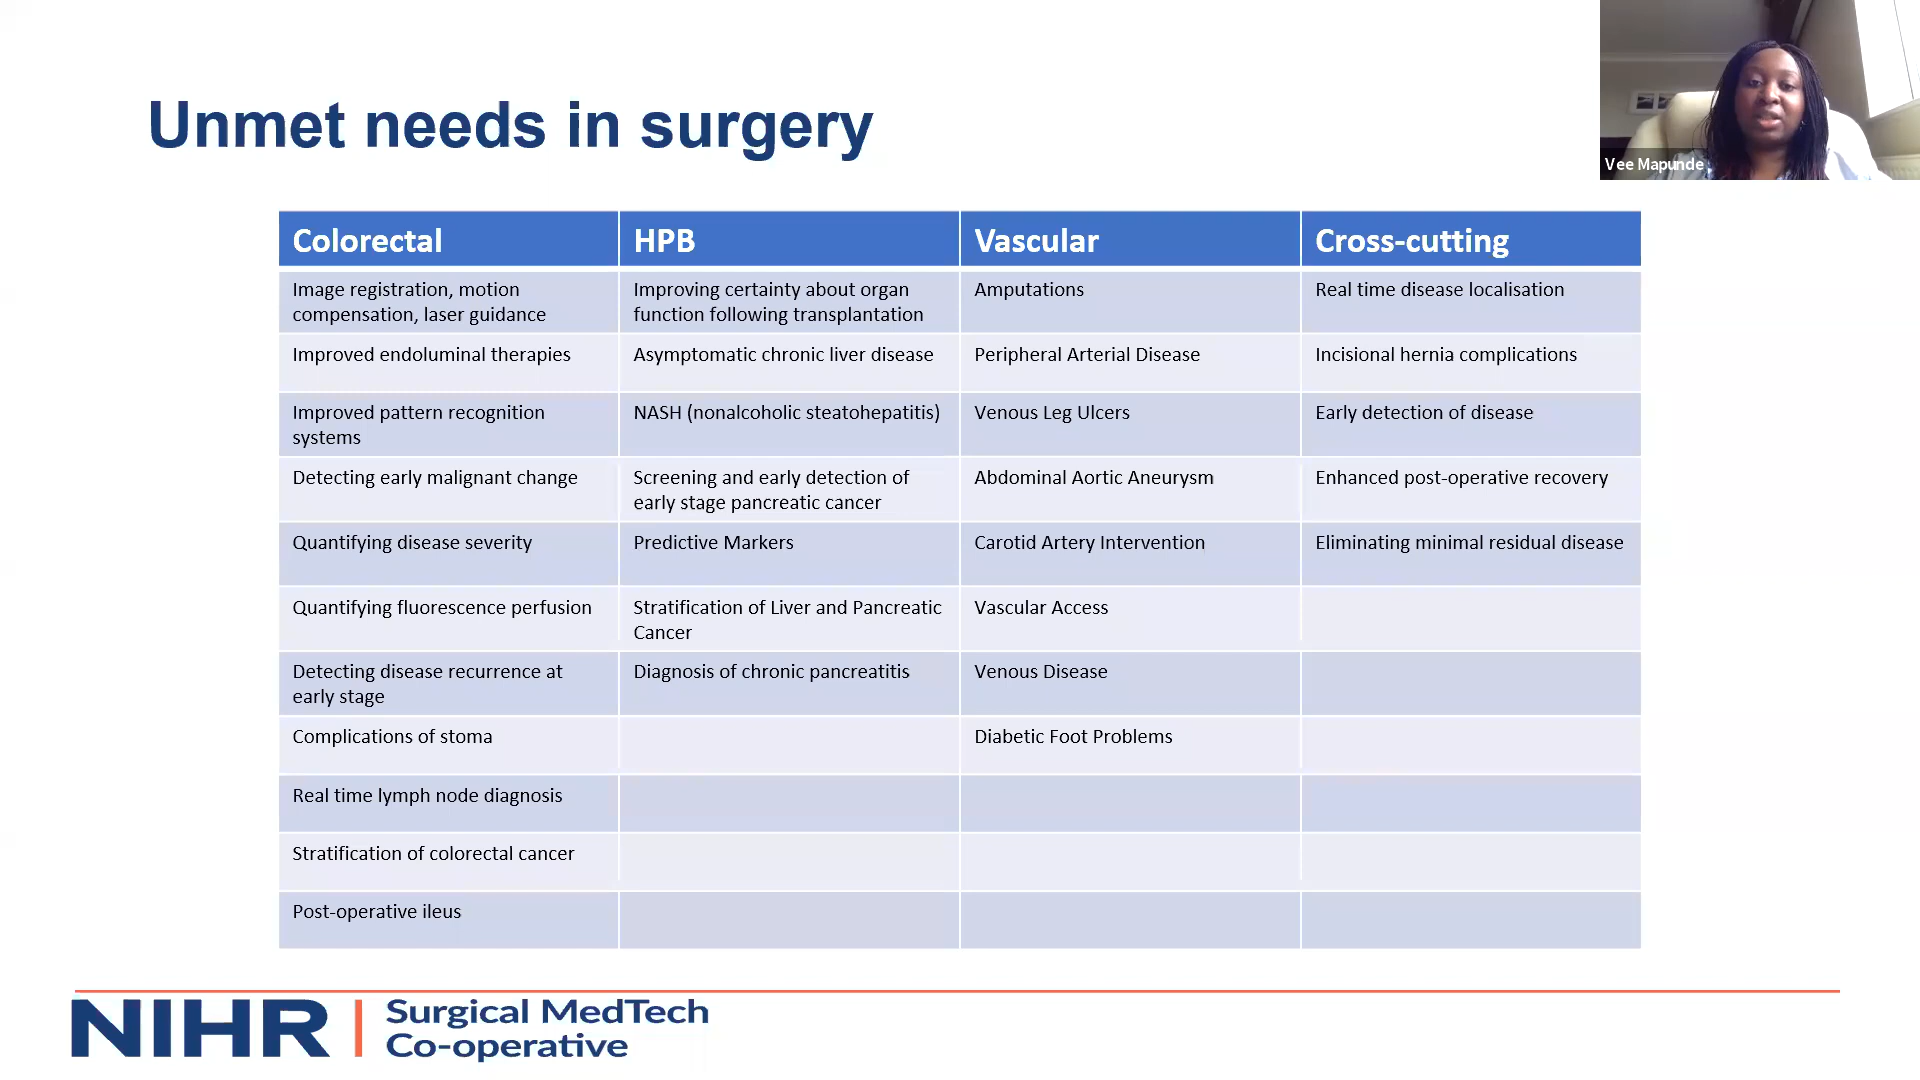 Unmet needs in surgery
Vee Mapunde
Colorectal
HPB
Vascular
Cross-cutting
Image registration, motion
compensation, laser guidance
Improving certainty about organ
function following transplantation
Amputations
Real time disease localisation
Improved endoluminal therapies
Asymptomatic chronic liver disease
Peripheral Arterial Disease
Incisional hernia complications
Improved pattern recognition
systems
NASH (nonalcoholic steatohepatitis)
Venous Leg Ulcers
Early detection of disease
Detecting early malignant change
Screening and early detection of
early stage pancreatic cancer
Abdominal Aortic Aneurysm
Enhanced post-operative recovery
Quantifying disease severity
Predictive Markers
Carotid Artery Intervention
Eliminating minimal residual disease
Quantifying fluorescence perfusion
Stratification of Liver and Pancreatic
Cancer
Vascular Access
Detecting disease recurrence at
early stage
Diagnosis of chronic pancreatitis
Venous Disease
Complications of stoma
Diabetic Foot Problems
Real time lymph node diagnosis
Stratification of colorectal cancer
Post-operative ileus
NIHR
Surgical MedTech
Co-operative